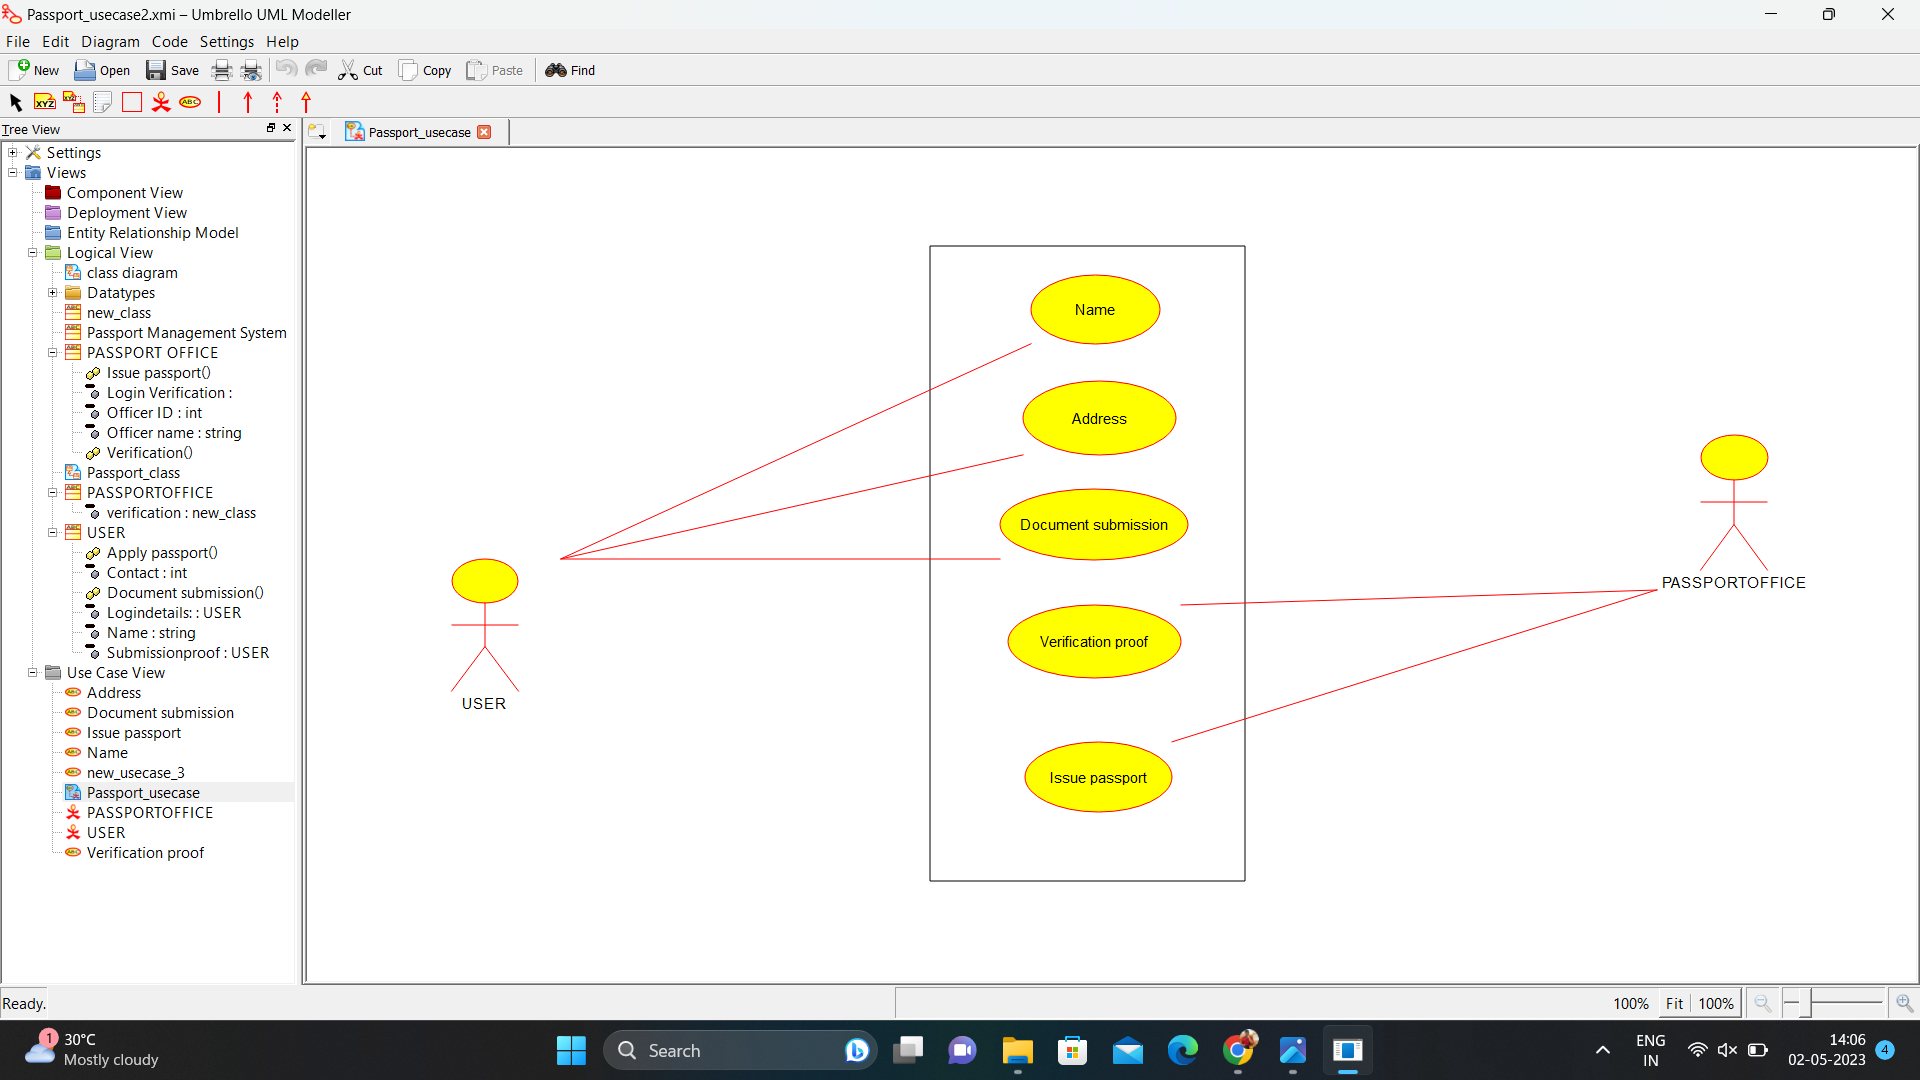 Passport_usecase2.xmi – Umbrello UML Modeller
File Edit Diagram Code Settings Help
New Open Save Cut Copy Paste Find
XYZ XYZ ABC
Tree View
Passport_usecase
Settings
Views
Component View
Deployment View
Entity Relationship Model
Logical View
class diagram
Datatypes
new_class
Passport Management System
PASSPORT OFFICE
Issue passport()
Login Verification :
Officer ID : int
Officer name : string
Verification()
Passport_class
PASSPORTOFFICE
verification : new_class
USER
Apply passport()
Contact : int
Document submission()
Logindetails: : USER
Name : string
Submissionproof : USER
Use Case View
Address
Document submission
Issue passport
Name
new_usecase_3
Passport_usecase
PASSPORTOFFICE
USER
Verification proof
Name
Address
Document submission
Verification proof
Issue passport
USER
PASSPORTOFFICE
Ready.
100% Fit 100%
1
30°C
Mostly cloudy
Search
ENG
IN
14:06
02-05-2023
4